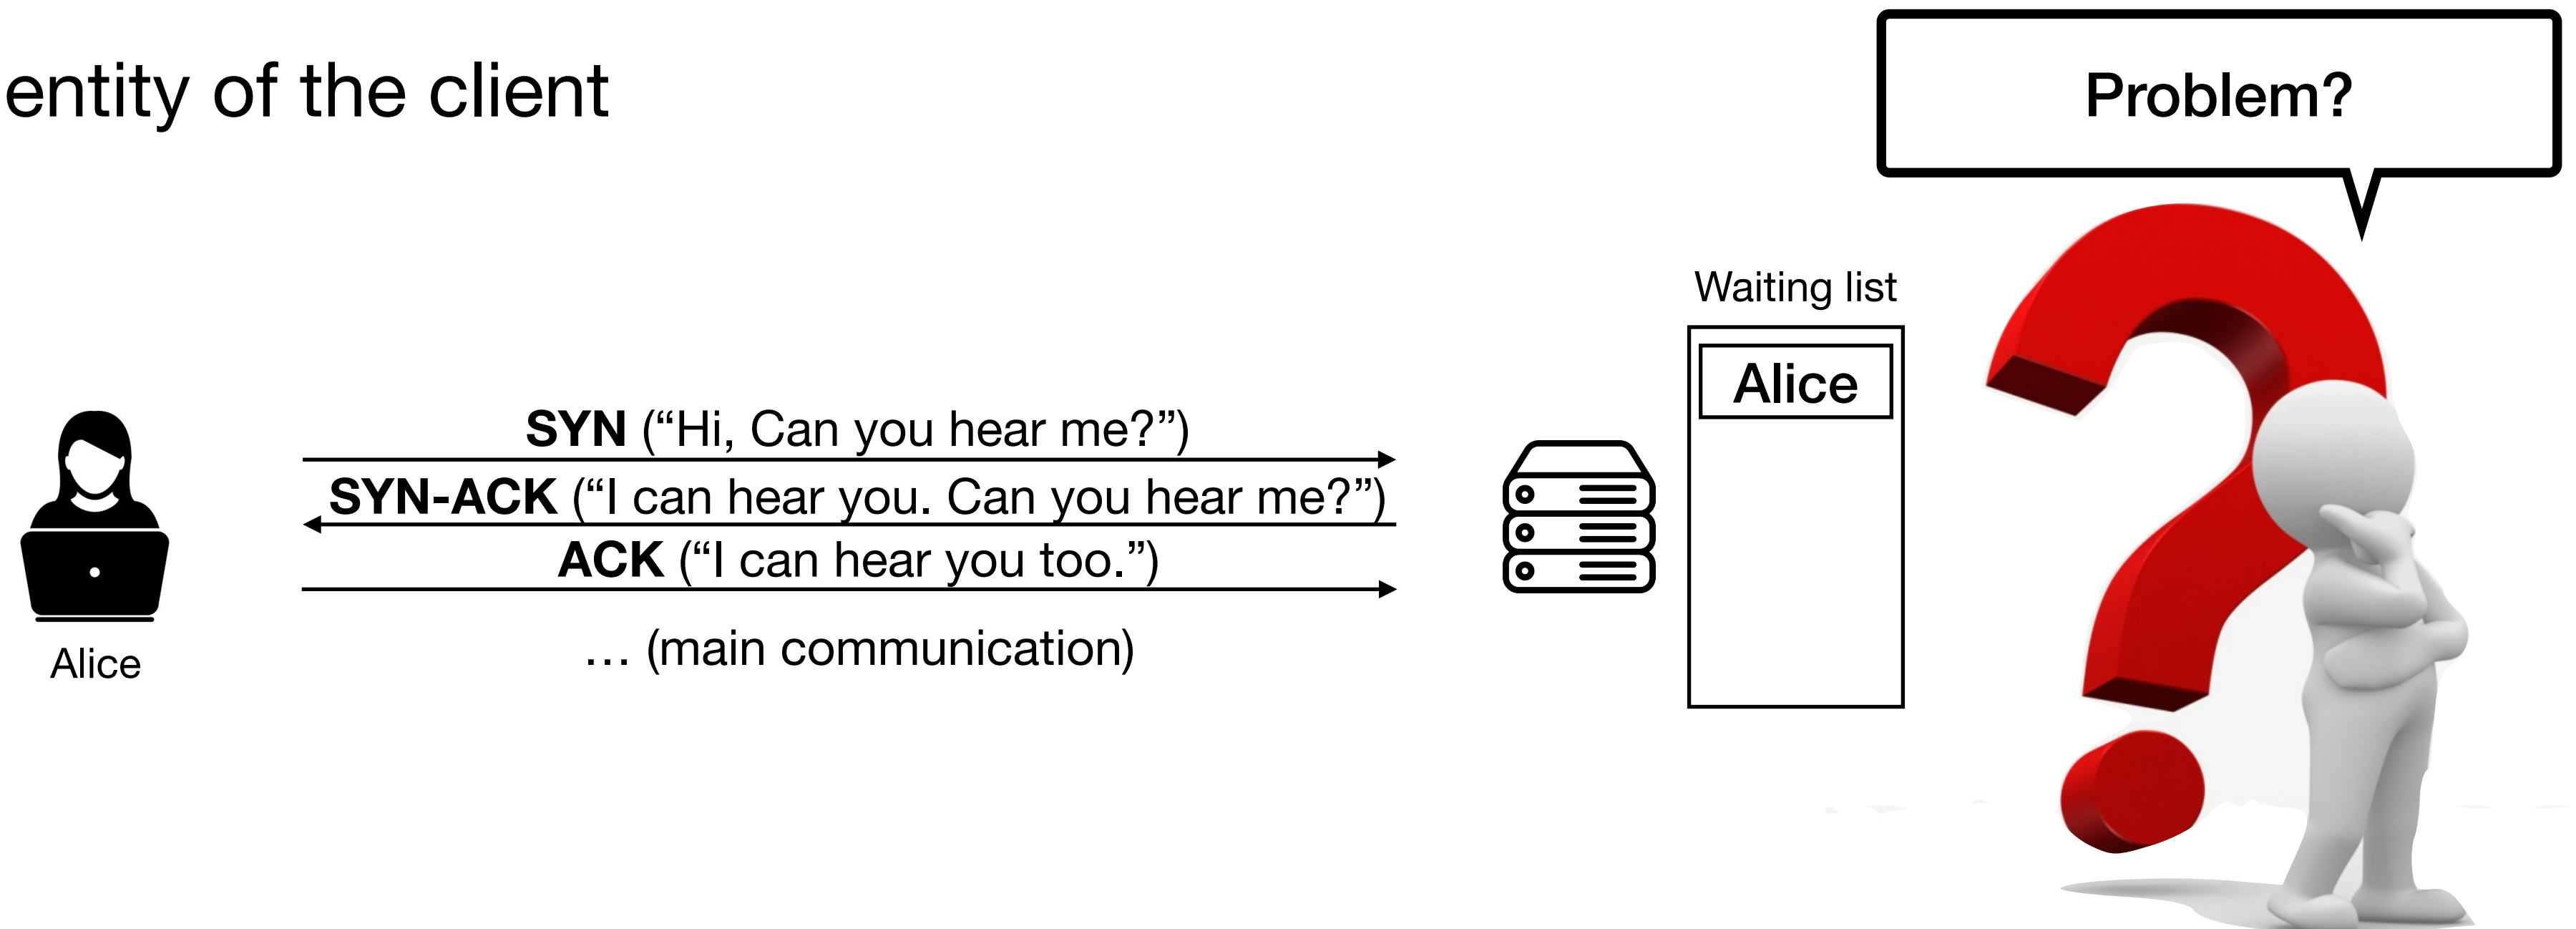 entity of the client
Problem?
Waiting list
Alice
SYN (“Hi, Can you hear me?”)
SYN-ACK (“I can hear you. Can you hear me?”)
ACK (“I can hear you too.”)
… (main communication)
Alice